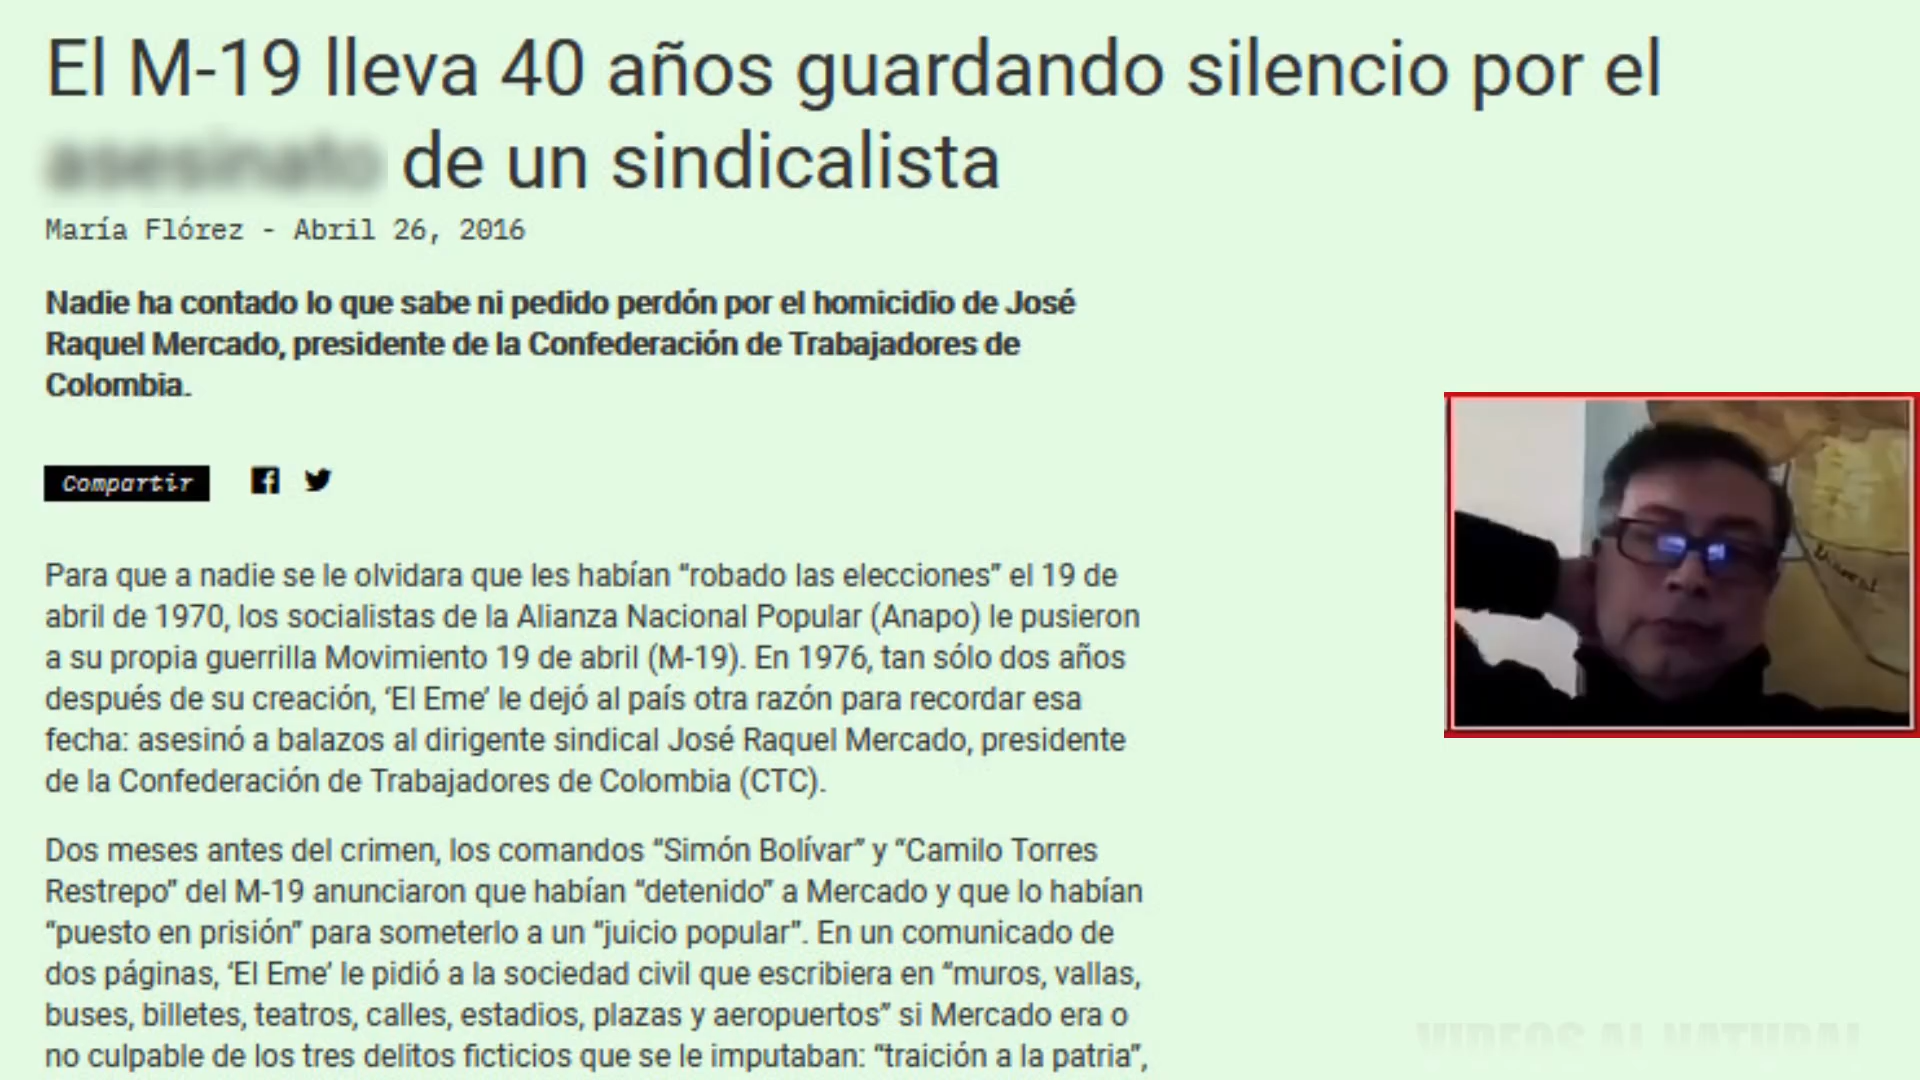 El M-19 lleva 40 años guardando silencio por el
asesinato de un sindicalista
María Flórez - Abril 26, 2016
Nadie ha contado lo que sabe ni pedido perdón por el homicidio de José
Raquel Mercado, presidente de la Confederación de Trabajadores de
Colombia.
Compartir
Para que a nadie se le olvidara que les habían “robado las elecciones” el 19 de
abril de 1970, los socialistas de la Alianza Nacional Popular (Anapo) le pusieron
a su propia guerrilla Movimiento 19 de abril (M-19). En 1976, tan sólo dos años
después de su creación, ‘El Eme’ le dejó al país otra razón para recordar esa
fecha: asesinó a balazos al dirigente sindical José Raquel Mercado, presidente
de la Confederación de Trabajadores de Colombia (CTC).
Dos meses antes del crimen, los comandos “Simón Bolívar” y “Camilo Torres
Restrepo” del M-19 anunciaron que habían “detenido” a Mercado y que lo habían
“puesto en prisión” para someterlo a un “juicio popular”. En un comunicado de
dos páginas, ‘El Eme’ le pidió a la sociedad civil que escribiera en “muros, vallas,
buses, billetes, teatros, calles, estadios, plazas y aeropuertos” si Mercado era o
no culpable de los tres delitos ficticios que se le imputaban: “traición a la patria”,
VIDEOS AL NATURAL